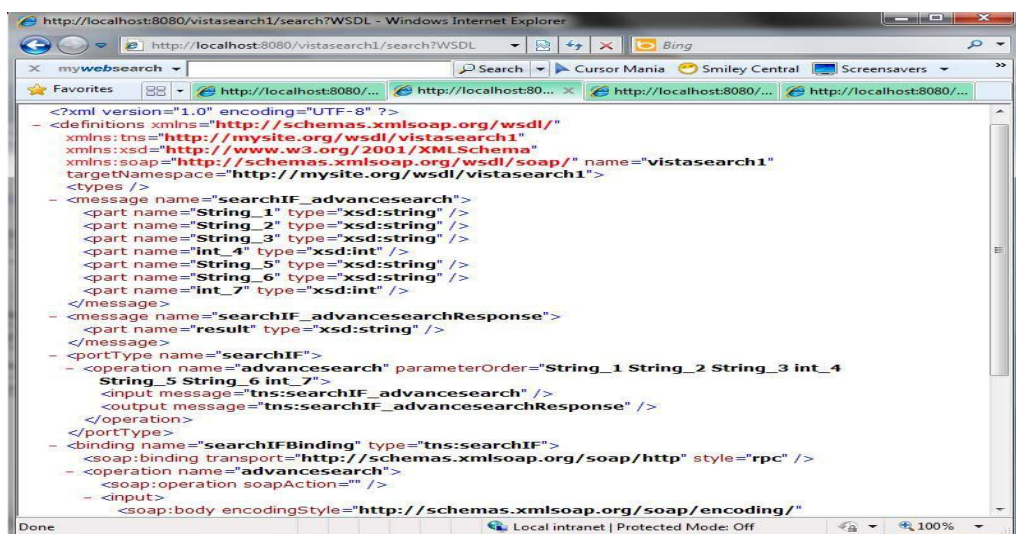 http://localhost:8080/vistasearch1/search?WSDL - Windows Internet Explorer
http://localhost:8080/vistasearch1/search?WSDL
Bing
mywebsearch
Search
Cursor Mania
Smiley Central
Screensavers
Favorites
http://localhost:8080/...
http://localhost:80...
http://localhost:8080/...
http://localhost:8080/...
<?xml version="1.0" encoding="UTF-8" ?>
- <definitions xmlns="http://schemas.xmlsoap.org/wsdl/"
xmlns:tns="http://mysite.org/wsdl/vistasearch1"
xmlns:xsd="http://www.w3.org/2001/XMLSchema"
xmlns:soap="http://schemas.xmlsoap.org/wsdl/soap/" name="vistasearch1"
targetNamespace="http://mysite.org/wsdl/vistasearch1">
<types />
- <message name="searchIF_advancesearch">
<part name="String_1" type="xsd:string" />
<part name="String_2" type="xsd:string" />
<part name="String_3" type="xsd:string" />
<part name="int_4" type="xsd:int" />
<part name="String_5" type="xsd:string" />
<part name="String_6" type="xsd:string" />
<part name="int_7" type="xsd:int" />
</message>
- <message name="searchIF_advancesearchResponse">
<part name="result" type="xsd:string" />
</message>
- <portType name="searchIF">
- <operation name="advancesearch" parameterOrder="String_1 String_2 String_3 int_4
String_5 String_6 int_7">
<input message="tns:searchIF_advancesearch" />
<output message="tns:searchIF_advancesearchResponse" />
</operation>
</portType>
- <binding name="searchIFBinding" type="tns:searchIF">
<soap:binding transport="http://schemas.xmlsoap.org/soap/http" style="rpc" />
- <operation name="advancesearch">
<soap:operation soapAction="" />
- <input>
<soap:body encodingStyle="http://schemas.xmlsoap.org/soap/encoding/"
Done
Local intranet | Protected Mode: Off
100%